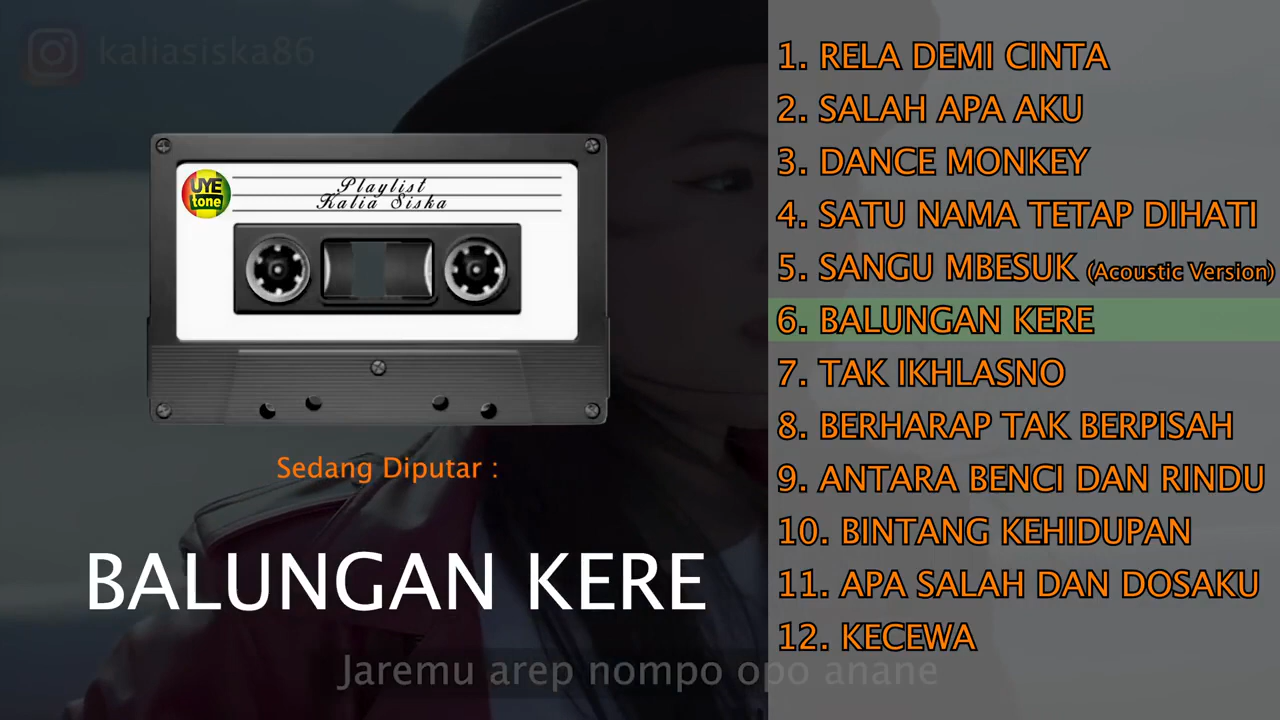 kaliasiska86
UYE
tone
Playlist
Kalia Siska
Sedang Diputar :
BALUNGAN KERE
Jaremu arep nompo opo anane
1. RELA DEMI CINTA
2. SALAH APA AKU
3. DANCE MONKEY
4. SATU NAMA TETAP DIHATI
5. SANGU MBESUK (Acoustic Version)
6. BALUNGAN KERE
7. TAK IKHLASNO
8. BERHARAP TAK BERPISAH
9. ANTARA BENCI DAN RINDU
10. BINTANG KEHIDUPAN
11. APA SALAH DAN DOSAKU
12. KECEWA